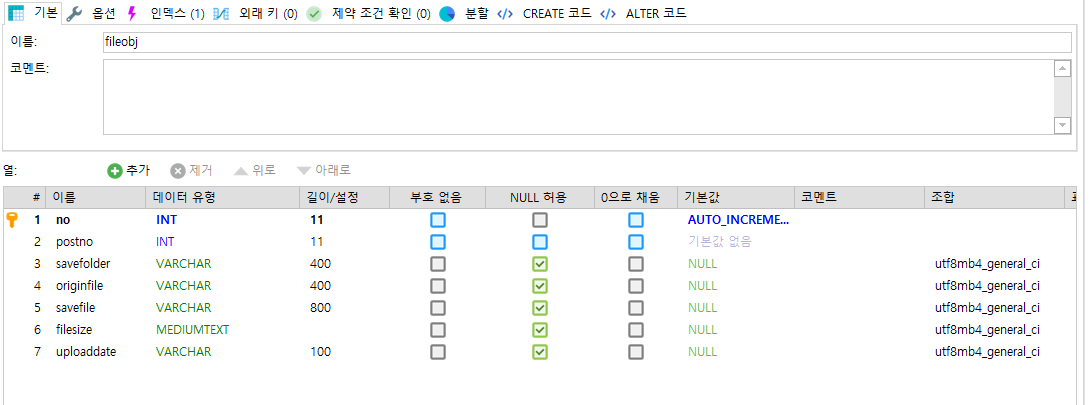 기본 옵션 인덱스 (1) 외래 키 (0) 제약 조건 확인 (0) 분할 CREATE 코드 ALTER 코드
이름: fileobj
코멘트:
열: 추가 제거 위로 아래로
# 이름 데이터 유형 길이/설정 부호 없음 NULL 허용 0으로 채움 기본값 코멘트 조합
1 no INT 11 AUTO_INCREME...
2 postno INT 11 기본값 없음
3 savefolder VARCHAR 400 NULL utf8mb4_general_ci
4 originfile VARCHAR 400 NULL utf8mb4_general_ci
5 savefile VARCHAR 800 NULL utf8mb4_general_ci
6 filesize MEDIUMTEXT NULL utf8mb4_general_ci
7 uploaddate VARCHAR 100 NULL utf8mb4_general_ci